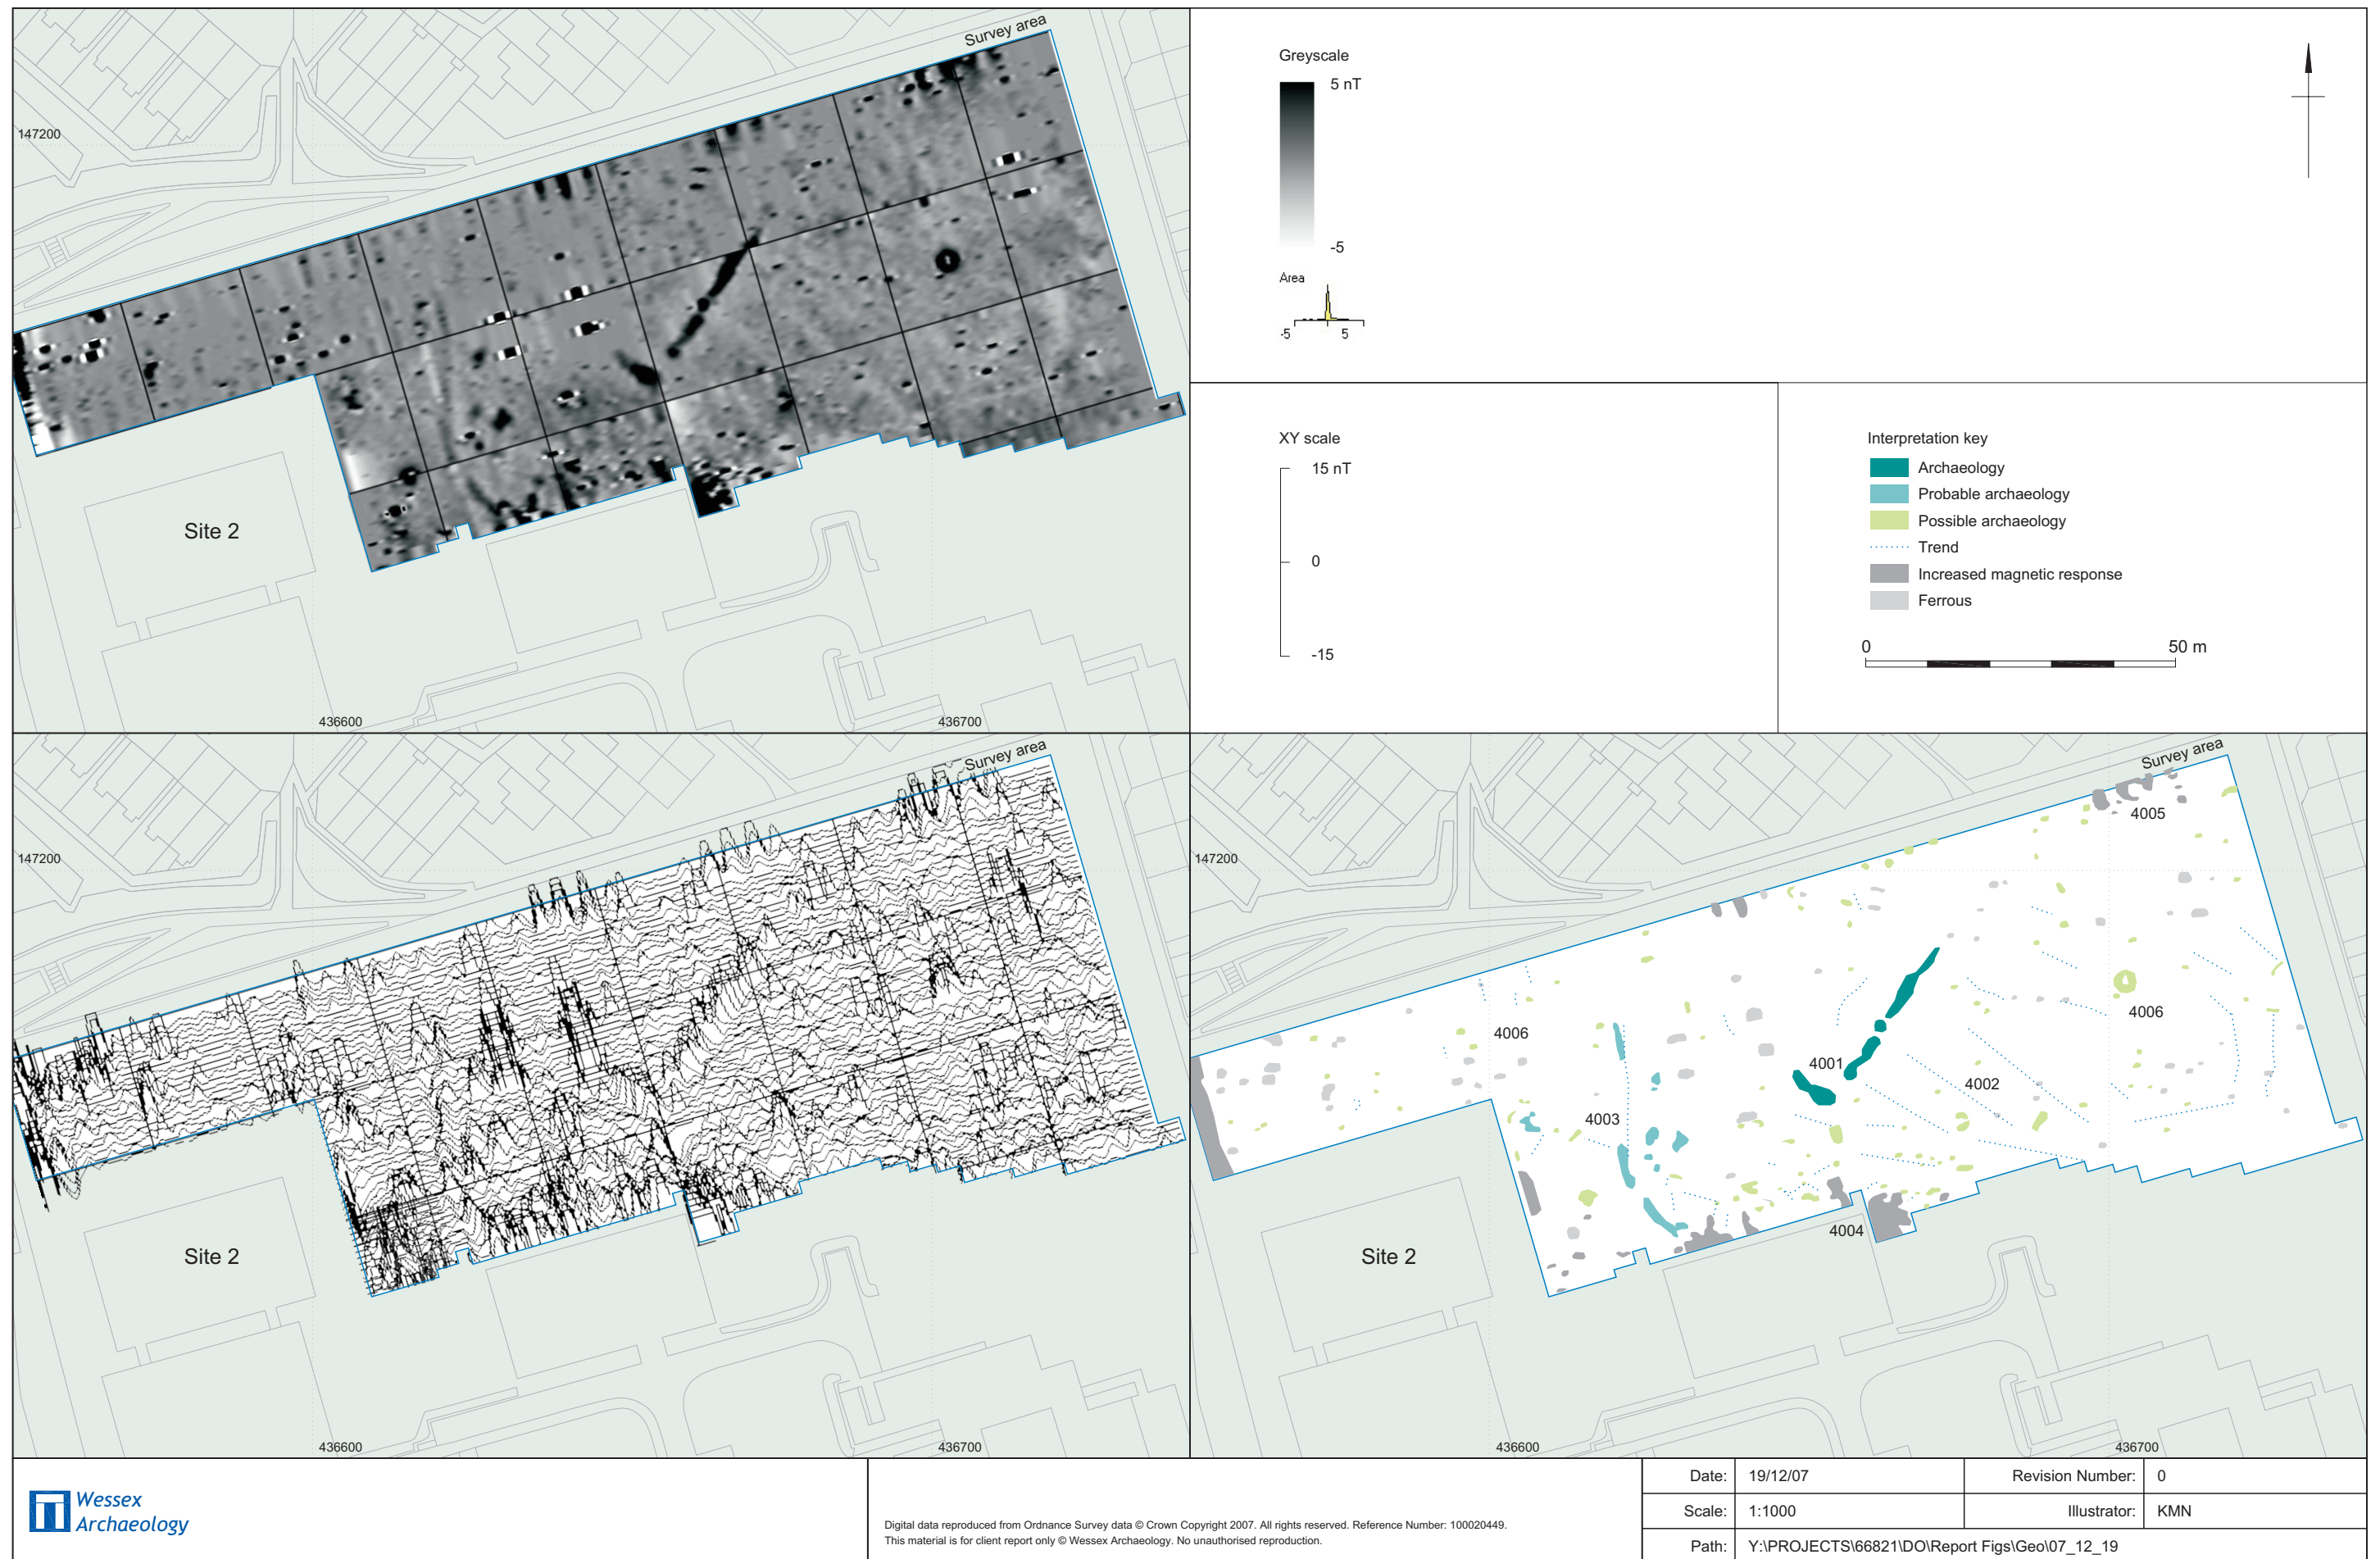 Survey area
147200
Site 2
436600
436700
Greyscale
5 nT
-5
Area
-5
5
XY scale
15 nT
0
-15
Interpretation key
Archaeology
Probable archaeology
Possible archaeology
Trend
Increased magnetic response
Ferrous
0
50 m
Survey area
147200
Site 2
436600
436700
Survey area
4005
147200
4006
4006
4001
4002
4003
4004
Site 2
436600
436700
Wessex
Archaeology
Digital data reproduced from Ordnance Survey data © Crown Copyright 2007. All rights reserved. Reference Number: 100020449.
This material is for client report only © Wessex Archaeology. No unauthorised reproduction.
Date: 19/12/07 Revision Number: 0
Scale: 1:1000 Illustrator: KMN
Path: Y:\PROJECTS\66821\DO\Report Figs\Geo\07_12_19